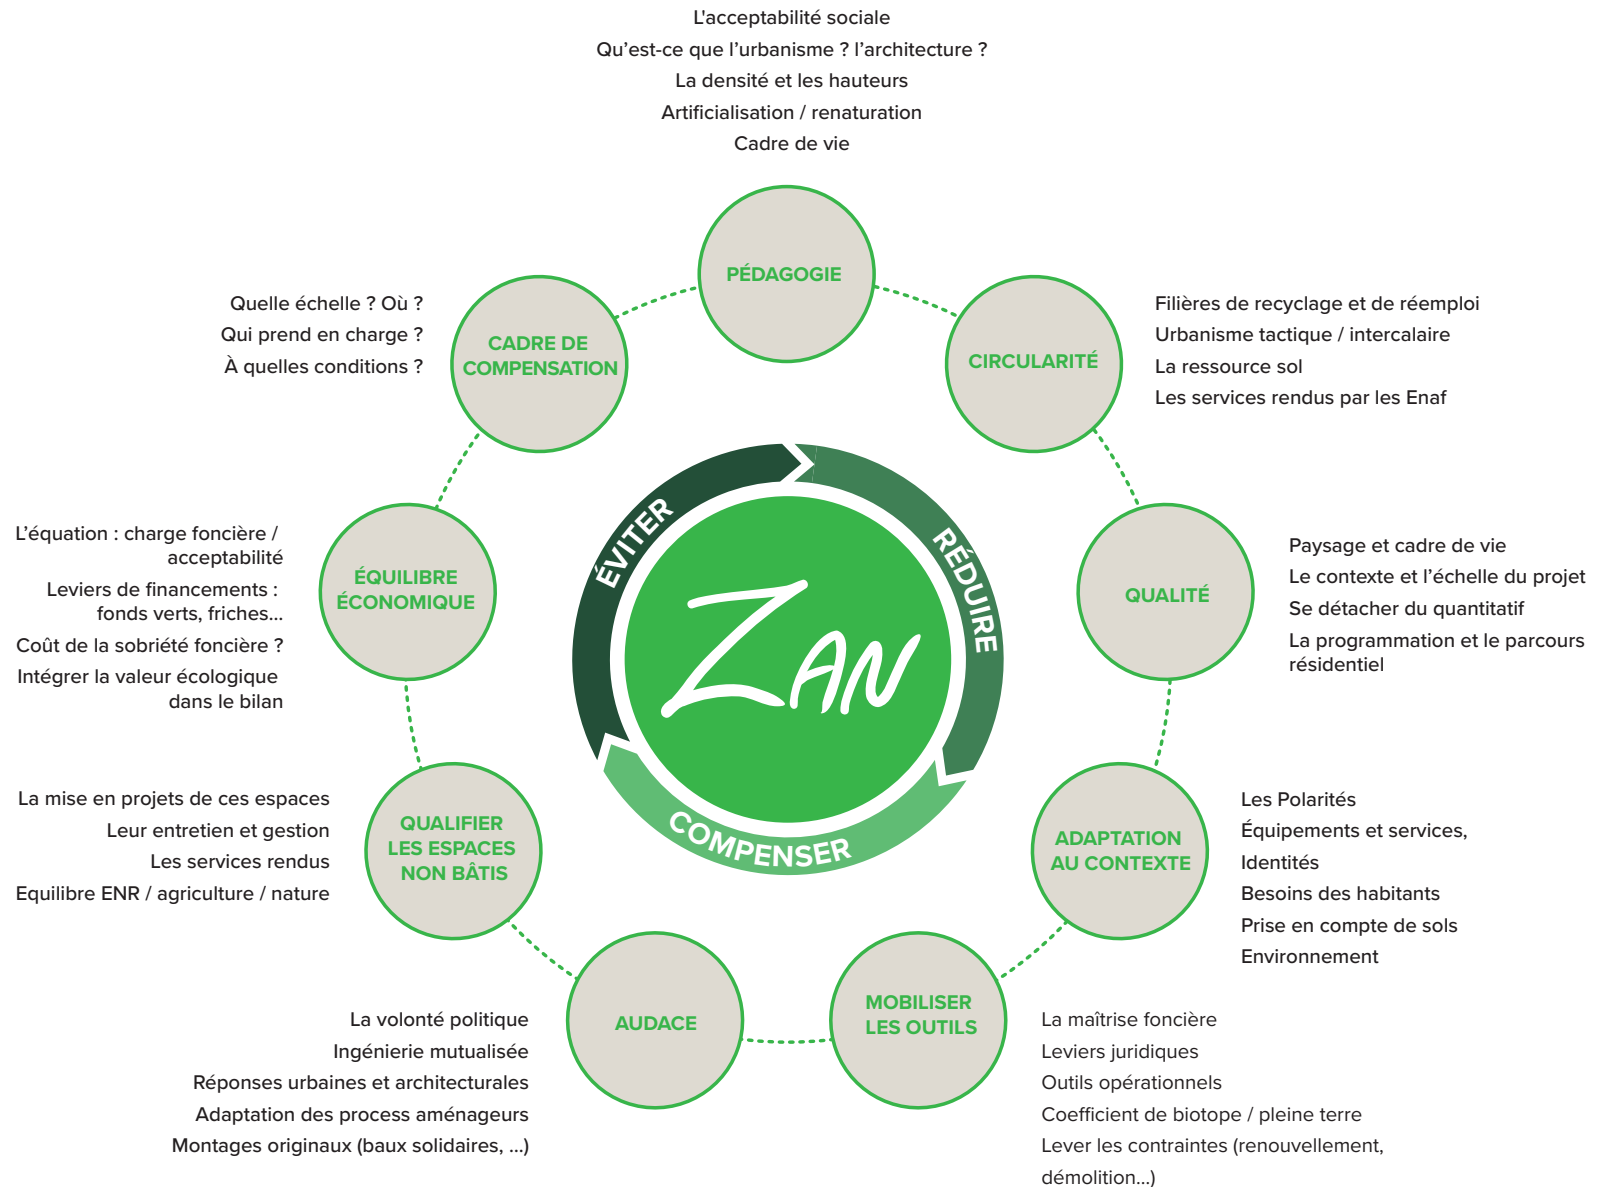 L'acceptabilité sociale
Qu’est-ce que l’urbanisme ? l’architecture ?
La densité et les hauteurs
Artificialisation / renaturation
Cadre de vie
PÉDAGOGIE
Filières de recyclage et de réemploi
Urbanisme tactique / intercalaire
La ressource sol
Les services rendus par les Enaf
CIRCULARITÉ
Paysage et cadre de vie
Le contexte et l’échelle du projet
Se détacher du quantitatif
La programmation et le parcours
résidentiel
QUALITÉ
Les Polarités
Équipements et services,
Identités
Besoins des habitants
Prise en compte de sols
Environnement
ADAPTATION
AU CONTEXTE
La maîtrise foncière
Leviers juridiques
Outils opérationnels
Coefficient de biotope / pleine terre
Lever les contraintes (renouvellement,
démolition...)
MOBILISER
LES OUTILS
La volonté politique
Ingénierie mutualisée
Réponses urbaines et architecturales
Adaptation des process aménageurs
Montages originaux (baux solidaires, ...)
AUDACE
La mise en projets de ces espaces
Leur entretien et gestion
Les services rendus
Equilibre ENR / agriculture / nature
QUALIFIER
LES ESPACES
NON BÂTIS
L’équation : charge foncière /
acceptabilité
Leviers de financements :
fonds verts, friches...
Coût de la sobriété foncière ?
Intégrer la valeur écologique
dans le bilan
ÉQUILIBRE
ÉCONOMIQUE
Quelle échelle ? Où ?
Qui prend en charge ?
À quelles conditions ?
CADRE DE
COMPENSATION
ÉVITER
RÉDUIRE
COMPENSER
ZAN